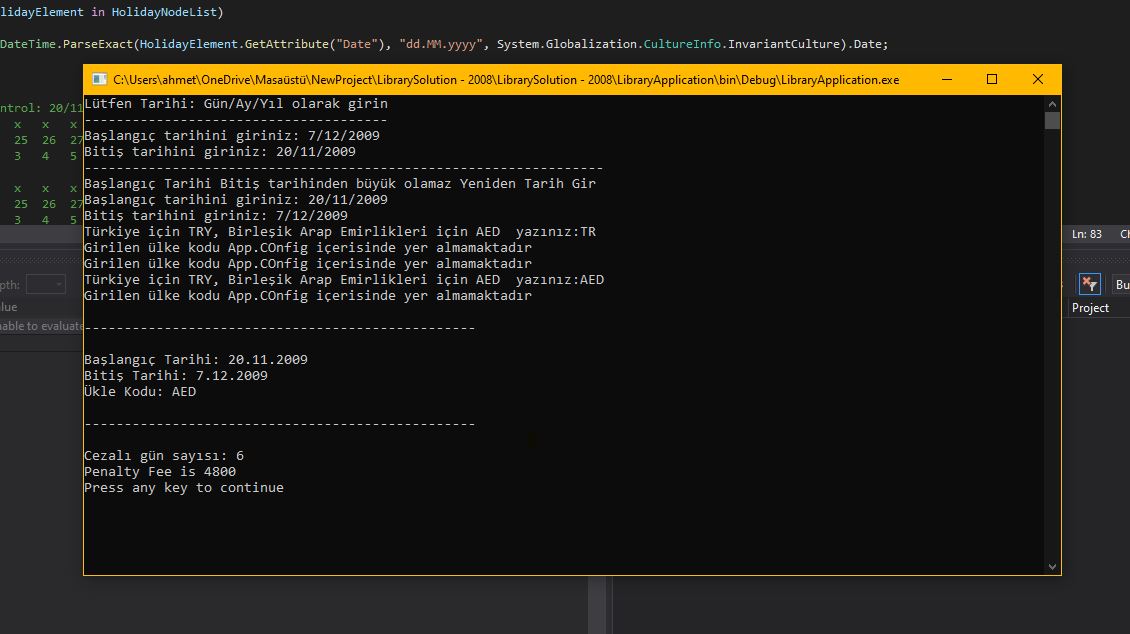 lidayElement in HolidayNodeList)
DateTime.ParseExact(HolidayElement.GetAttribute("Date"), "dd.MM.yyyy", System.Globalization.CultureInfo.InvariantCulture).Date;
C:\Users\ahmet\OneDrive\Masaüstü\NewProject\LibrarySolution - 2008\LibrarySolution - 2008\LibraryApplication\bin\Debug\LibraryApplication.exe
Lütfen Tarihi: Gün/Ay/Yıl olarak girin
--------------------------------------
Başlangıç tarihini giriniz: 7/12/2009
Bitiş tarihini giriniz: 20/11/2009
-----------------------------------------------------------------
Başlangıç Tarihi Bitiş tarihinden büyük olamaz Yeniden Tarih Gir
Başlangıç tarihini giriniz: 20/11/2009
Bitiş tarihini giriniz: 7/12/2009
Türkiye için TRY, Birleşik Arap Emirlikleri için AED  yazınız:TR
Girilen ülke kodu App.COnfig içerisinde yer almamaktadır
Girilen ülke kodu App.COnfig içerisinde yer almamaktadır
Türkiye için TRY, Birleşik Arap Emirlikleri için AED  yazınız:AED
Girilen ülke kodu App.COnfig içerisinde yer almamaktadır
-------------------------------------------------
Başlangıç Tarihi: 20.11.2009
Bitiş Tarihi: 7.12.2009
Ükle Kodu: AED
-------------------------------------------------
Cezalı gün sayısı: 6
Penalty Fee is 4800
Press any key to continue
ntrol: 20/11
x x x
25 26 27
3 4 5
x x x
25 26 27
3 4 5
pth:
lue
nable to evaluate
Ln: 83 Ch
Bu
Project